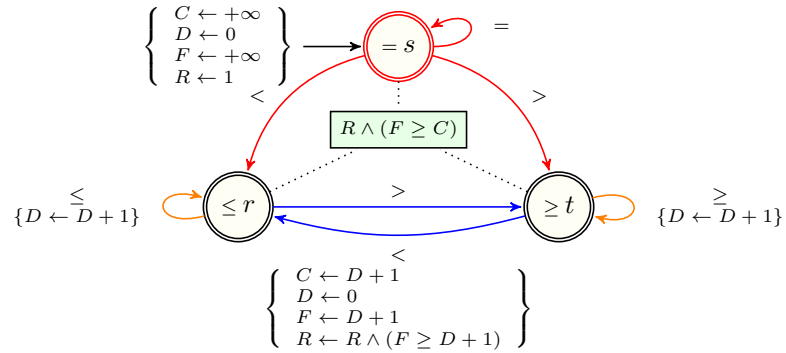 C ← +∞
D ← 0
F ← +∞
R ← 1
= s
=
<
>
R ∧ (F ≥ C)
≤
{D ← D + 1}
≤ r
>
≥ t
≥
{D ← D + 1}
<
C ← D + 1
D ← 0
F ← D + 1
R ← R ∧ (F ≥ D + 1)